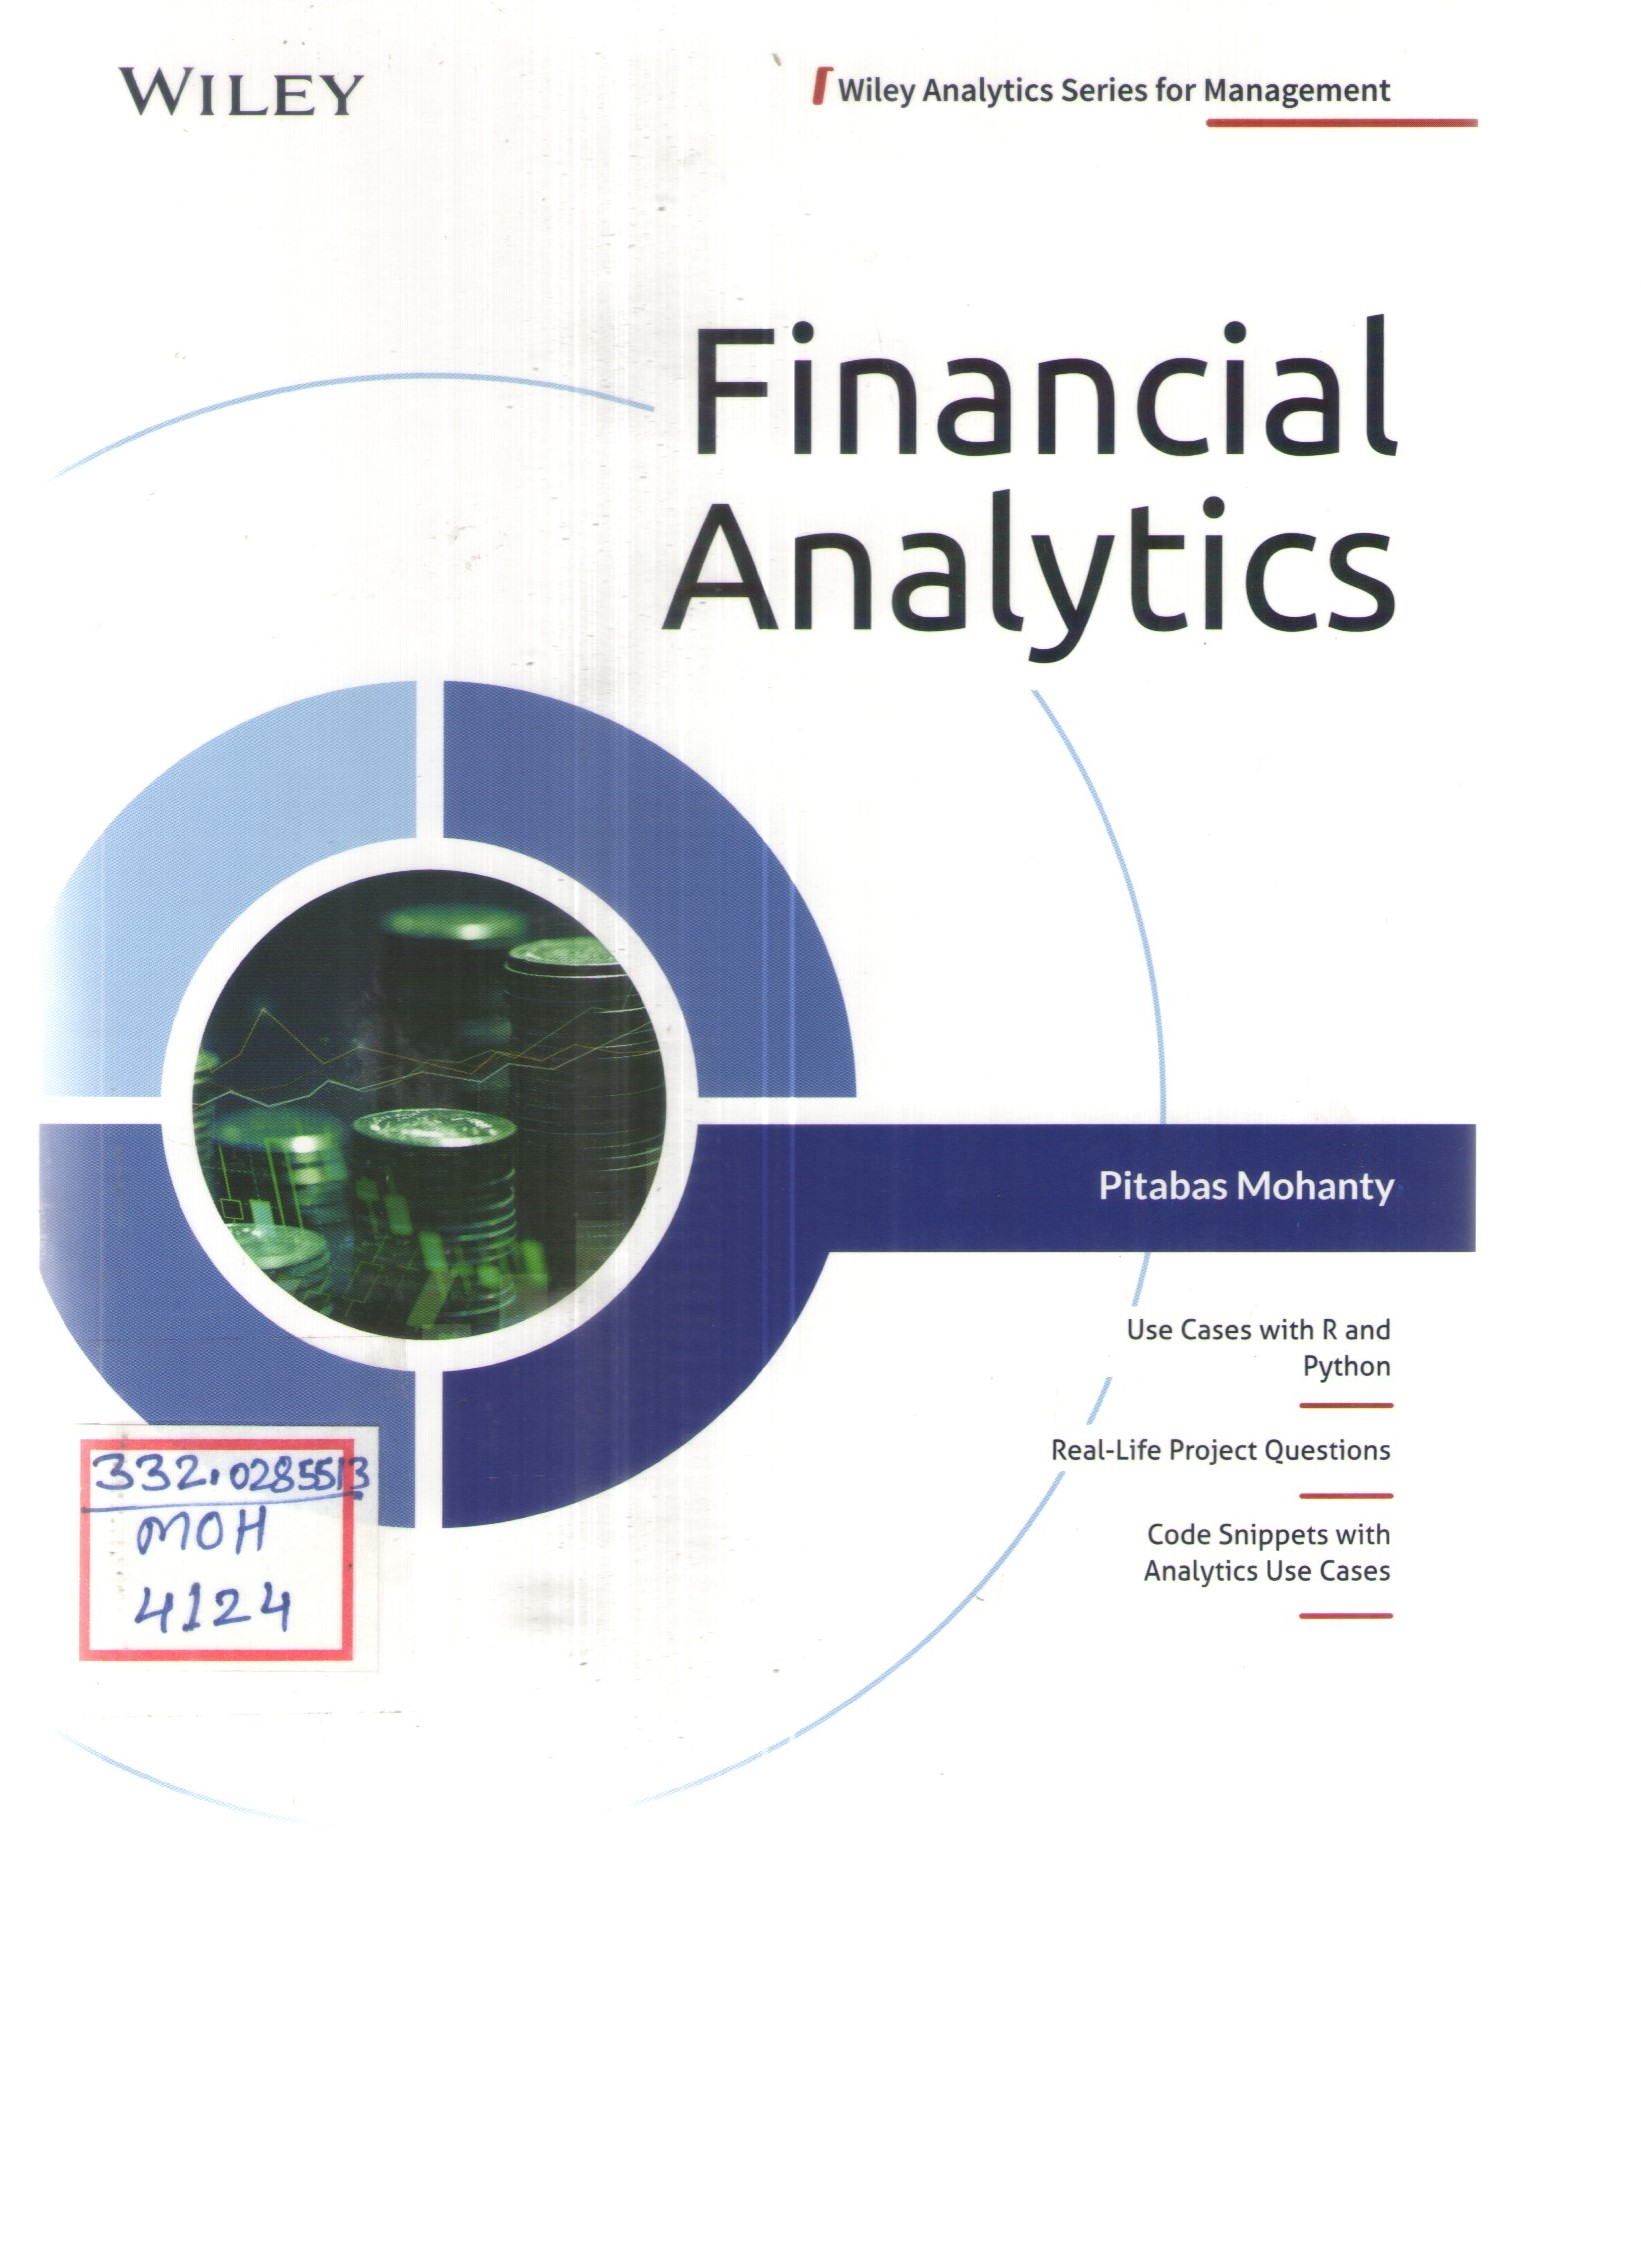 WILEY
Wiley Analytics Series for Management
Financial
Analytics
Pitabas Mohanty
Use Cases with R and
Python
Real-Life Project Questions
Code Snippets with
Analytics Use Cases
332.0285513
MOH
4124